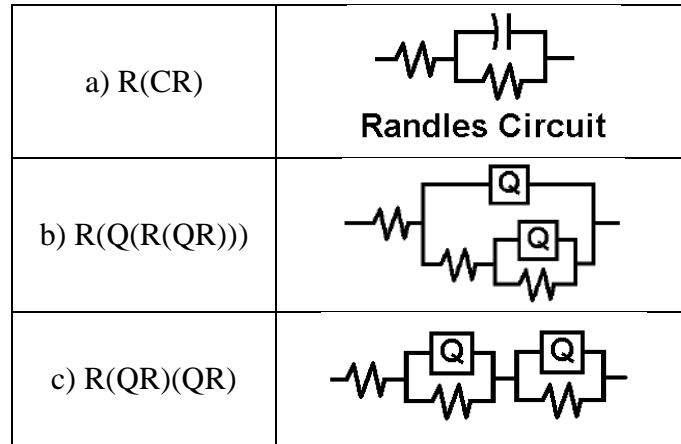 a) R(CR)
Randles Circuit
b) R(Q(R(QR)))
Q
Q
c) R(QR)(QR)
Q Q